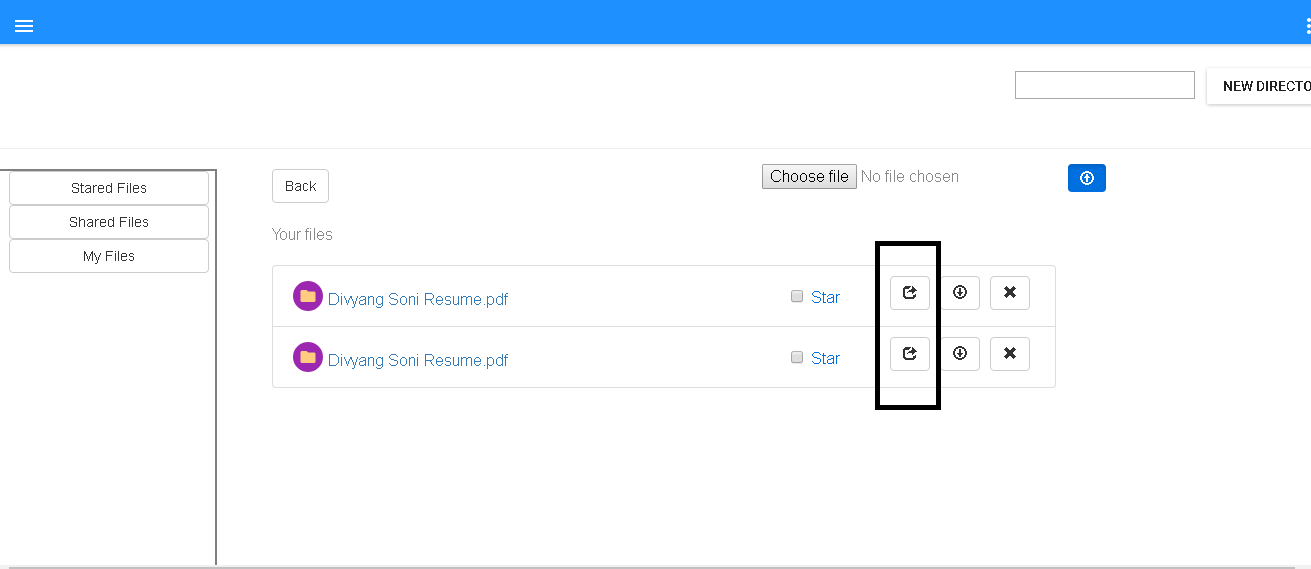 NEW DIRECTO
Stared Files
Shared Files
My Files
Back
Choose file No file chosen
Your files
Divyang Soni Resume.pdf Star
Divyang Soni Resume.pdf Star